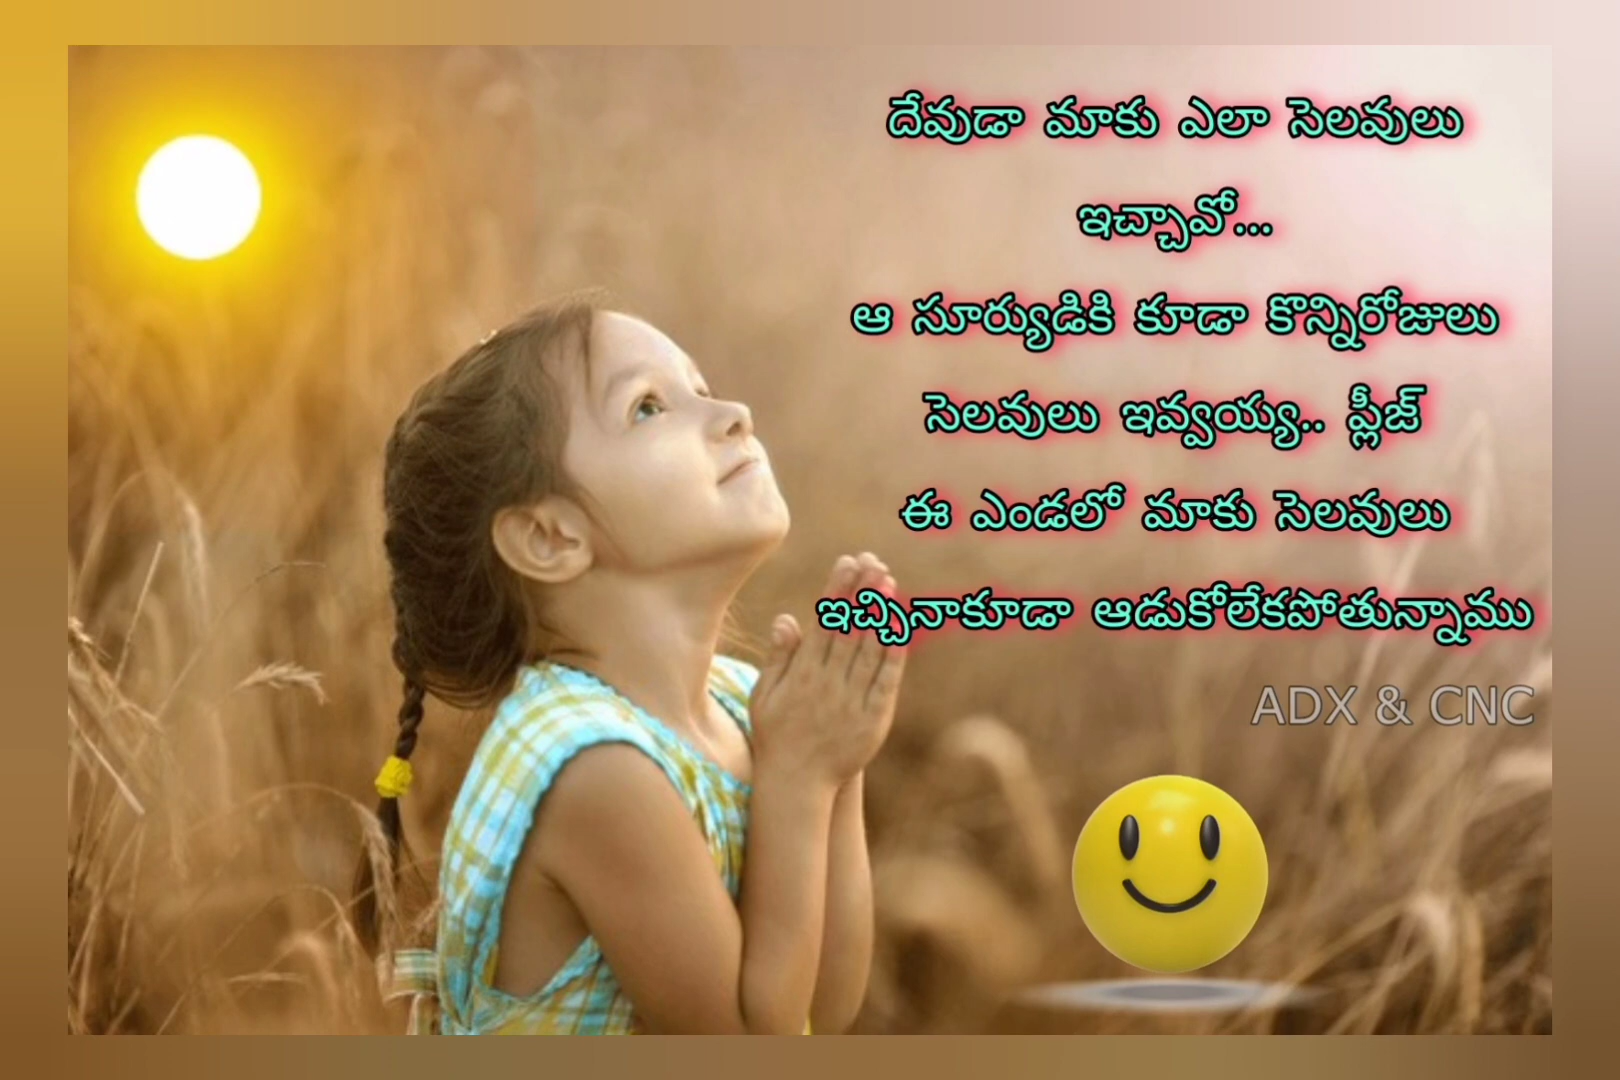 దేవుడా మాకు ఎలా సెలవులు
ఇచ్చావో...
ఆ సూర్యుడికి కూడా కొన్నిరోజులు
సెలవులు ఇవ్వయ్య.. ప్లీజ్
ఈ ఎండలో మాకు సెలవులు
ఇచ్చినాకూడా ఆడుకోలేకపోతున్నాము
ADX & CNC